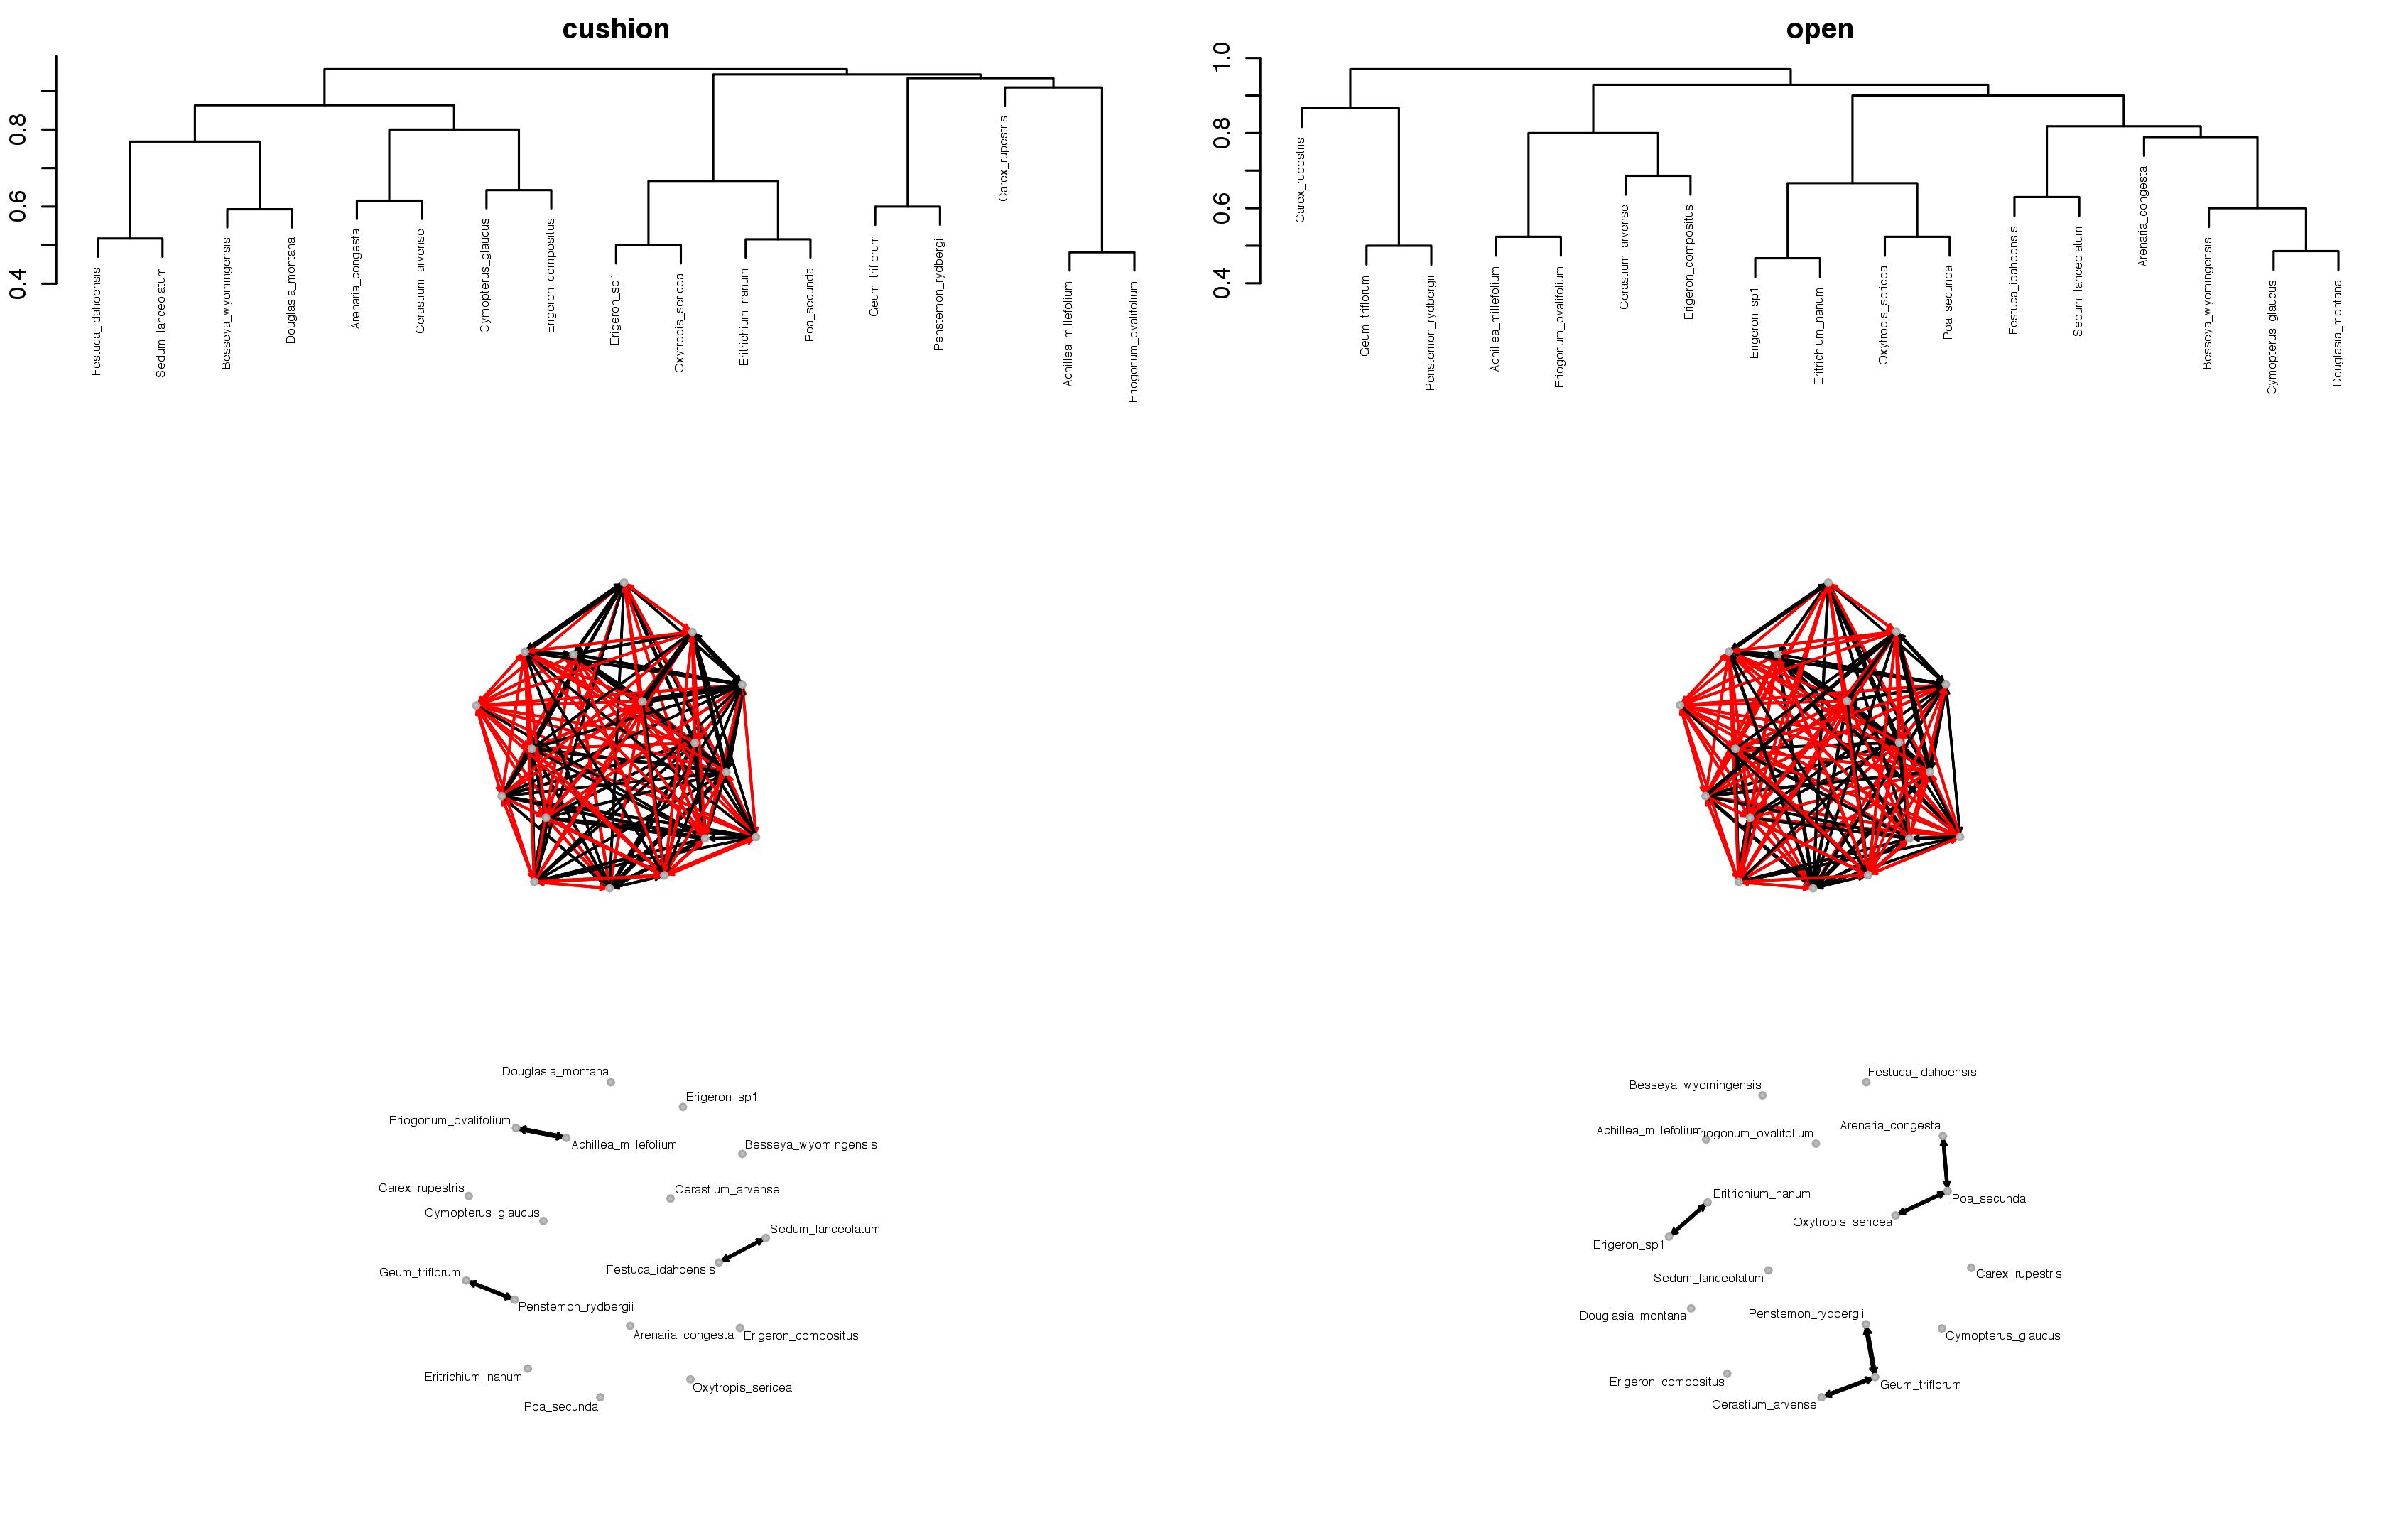 cushion
0.8
0.6
0.4
Festuca_idahoensis
Sedum_lanceolatum
Besseya_wyomingensis
Douglasia_montana
Arenaria_congesta
Cerastium_arvense
Cymopterus_glaucus
Erigeron_compositus
Erigeron_sp1
Oxytropis_sericea
Eritrichium_nanum
Poa_secunda
Geum_triflorum
Penstemon_rydbergii
Carex_rupestris
Achillea_millefolium
Eriogonum_ovalifolium
open
1.0
0.8
0.6
0.4
Carex_rupestris
Geum_triflorum
Penstemon_rydbergii
Achillea_millefolium
Eriogonum_ovalifolium
Cerastium_arvense
Erigeron_compositus
Erigeron_sp1
Eritrichium_nanum
Oxytropis_sericea
Poa_secunda
Festuca_idahoensis
Sedum_lanceolatum
Arenaria_congesta
Besseya_wyomingensis
Cymopterus_glaucus
Douglasia_montana
Douglasia_montana
Erigeron_sp1
Eriogonum_ovalifolium
Achillea_millefolium
Besseya_wyomingensis
Carex_rupestris
Cerastium_arvense
Cymopterus_glaucus
Sedum_lanceolatum
Festuca_idahoensis
Geum_triflorum
Penstemon_rydbergii
Arenaria_congesta
Erigeron_compositus
Eritrichium_nanum
Oxytropis_sericea
Poa_secunda
Festuca_idahoensis
Besseya_wyomingensis
Arenaria_congesta
Achillea_millefolium
Eriogonum_ovalifolium
Eritrichium_nanum
Poa_secunda
Oxytropis_sericea
Erigeron_sp1
Carex_rupestris
Sedum_lanceolatum
Douglasia_montana
Penstemon_rydbergii
Cymopterus_glaucus
Erigeron_compositus
Geum_triflorum
Cerastium_arvense